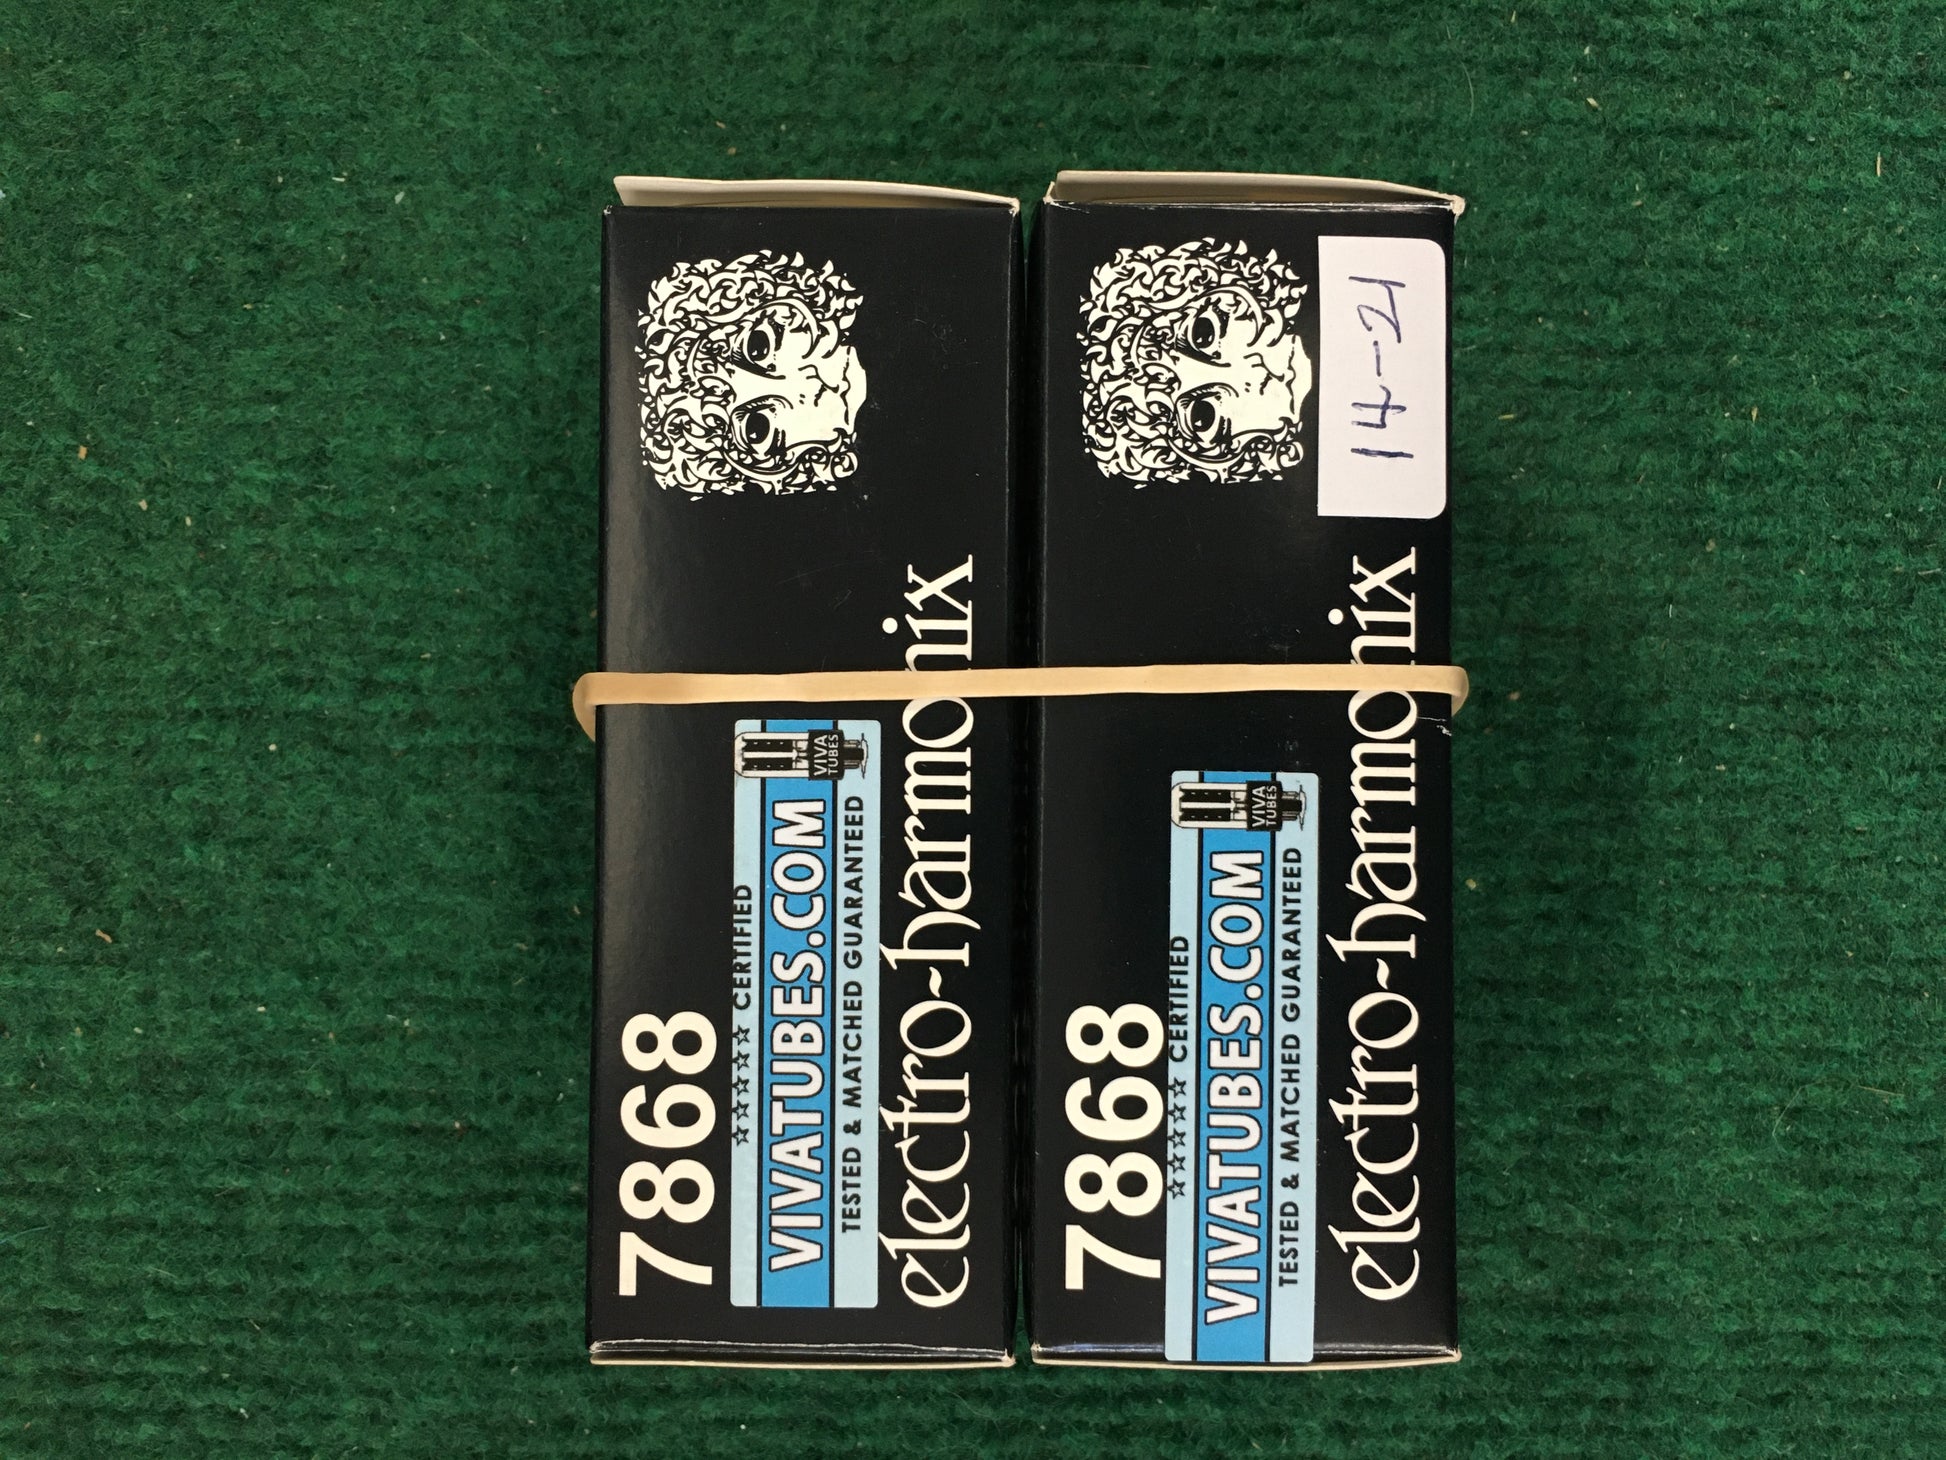 7868
☆☆☆☆☆ CERTIFIED
VIVATUBES.COM
TESTED & MATCHED GUARANTEED
VIVA
TUBES
electro-harmonix
7868
☆☆☆☆☆ CERTIFIED
VIVATUBES.COM
TESTED & MATCHED GUARANTEED
VIVA
TUBES
electro-harmonix
14-21